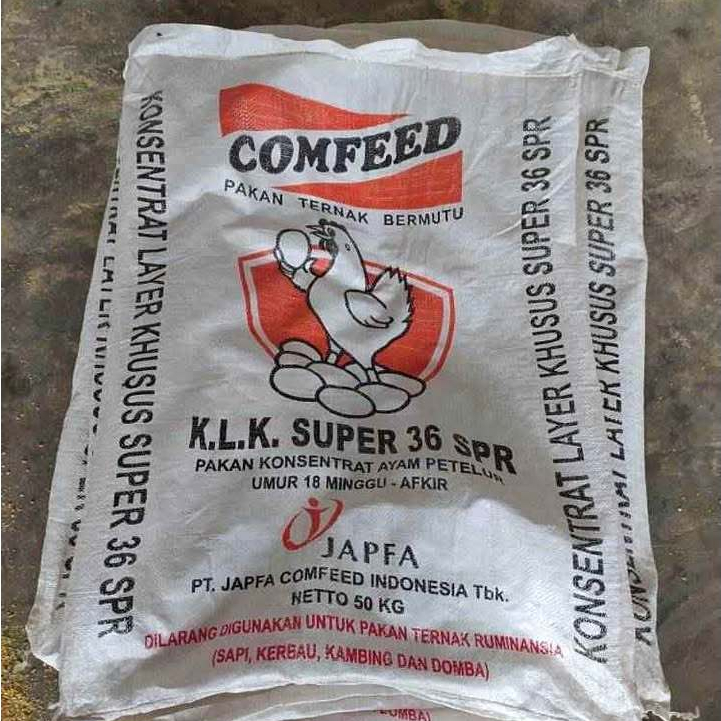 COMFEED
PAKAN TERNAK BERMUTU
KONSENTRAT LAYER KHUSUS SUPER 36 SPR
KONSENTRAT LAYER KHUSUS SUPER 36 SPR
KONSENTRAT LAYER KHUSUS SUPER 36 SPR
K.L.K. SUPER 36 SPR
PAKAN KONSENTRAT AYAM PETELUR
UMUR 18 MINGGU - AFKIR
JAPFA
PT. JAPFA COMFEED INDONESIA Tbk.
NETTO 50 KG
DILARANG DIGUNAKAN UNTUK PAKAN TERNAK RUMINANSIA
(SAPI, KERBAU, KAMBING DAN DOMBA)
DOMBA)